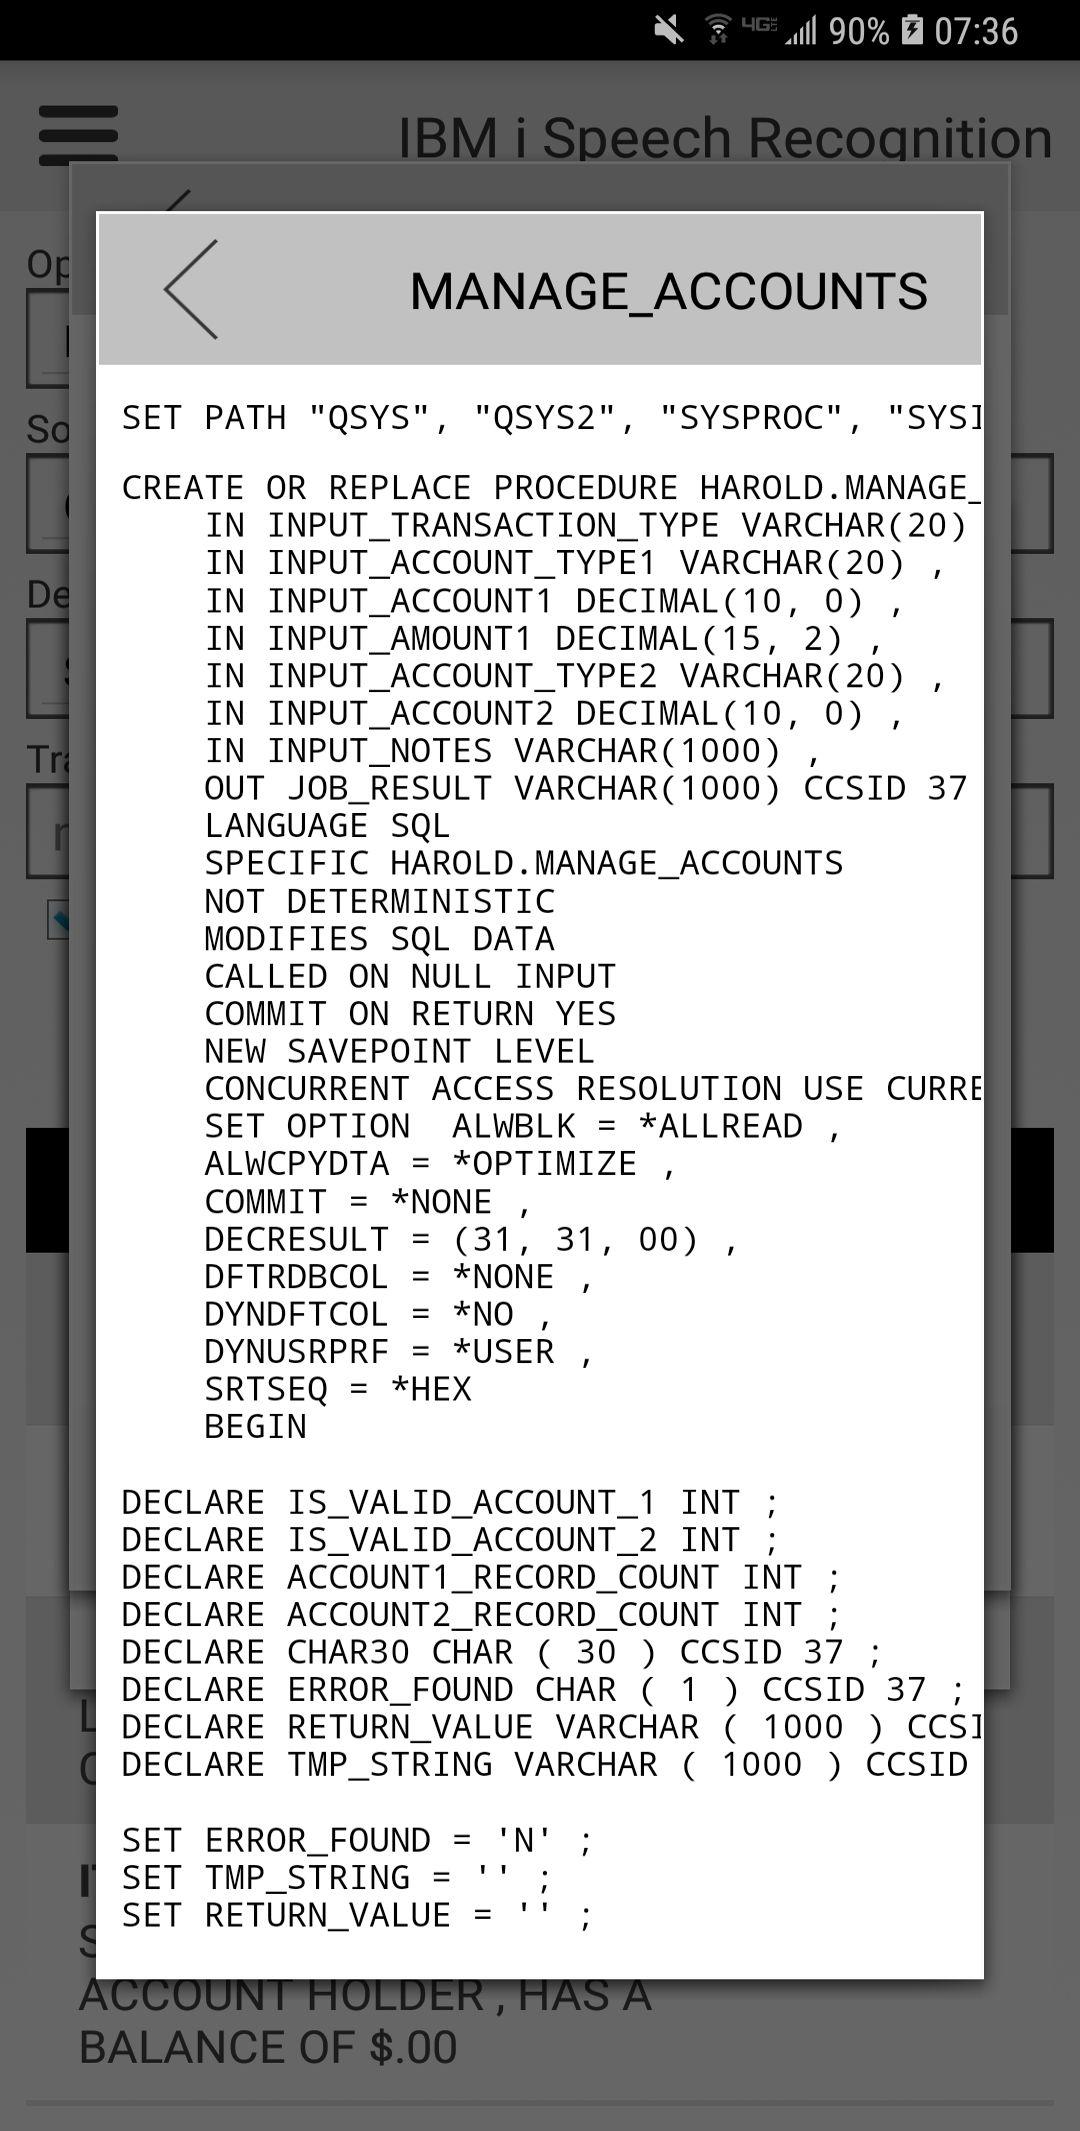 4G LTE 90% 07:36
IBM i Speech Recognition
MANAGE_ACCOUNTS
Op
So
De
Tra
SET PATH "QSYS", "QSYS2", "SYSPROC", "SYSI
CREATE OR REPLACE PROCEDURE HAROLD.MANAGE_
IN INPUT_TRANSACTION_TYPE VARCHAR(20)
IN INPUT_ACCOUNT_TYPE1 VARCHAR(20) ,
IN INPUT_ACCOUNT1 DECIMAL(10, 0) ,
IN INPUT_AMOUNT1 DECIMAL(15, 2) ,
IN INPUT_ACCOUNT_TYPE2 VARCHAR(20) ,
IN INPUT_ACCOUNT2 DECIMAL(10, 0) ,
IN INPUT_NOTES VARCHAR(1000) ,
OUT JOB_RESULT VARCHAR(1000) CCSID 37
LANGUAGE SQL
SPECIFIC HAROLD.MANAGE_ACCOUNTS
NOT DETERMINISTIC
MODIFIES SQL DATA
CALLED ON NULL INPUT
COMMIT ON RETURN YES
NEW SAVEPOINT LEVEL
CONCURRENT ACCESS RESOLUTION USE CURRE
SET OPTION  ALWBLK = *ALLREAD ,
ALWCPYDTA = *OPTIMIZE ,
COMMIT = *NONE ,
DECRESULT = (31, 31, 00) ,
DFTRDBCOL = *NONE ,
DYNDFTCOL = *NO ,
DYNUSRPRF = *USER ,
SRTSEQ = *HEX
BEGIN
DECLARE IS_VALID_ACCOUNT_1 INT ;
DECLARE IS_VALID_ACCOUNT_2 INT ;
DECLARE ACCOUNT1_RECORD_COUNT INT ;
DECLARE ACCOUNT2_RECORD_COUNT INT ;
DECLARE CHAR30 CHAR ( 30 ) CCSID 37 ;
DECLARE ERROR_FOUND CHAR ( 1 ) CCSID 37 ;
DECLARE RETURN_VALUE VARCHAR ( 1000 ) CCSI
DECLARE TMP_STRING VARCHAR ( 1000 ) CCSID
SET ERROR_FOUND = 'N' ;
SET TMP_STRING = '' ;
SET RETURN_VALUE = '' ;
ACCOUNT HOLDER , HAS A
BALANCE OF $.00